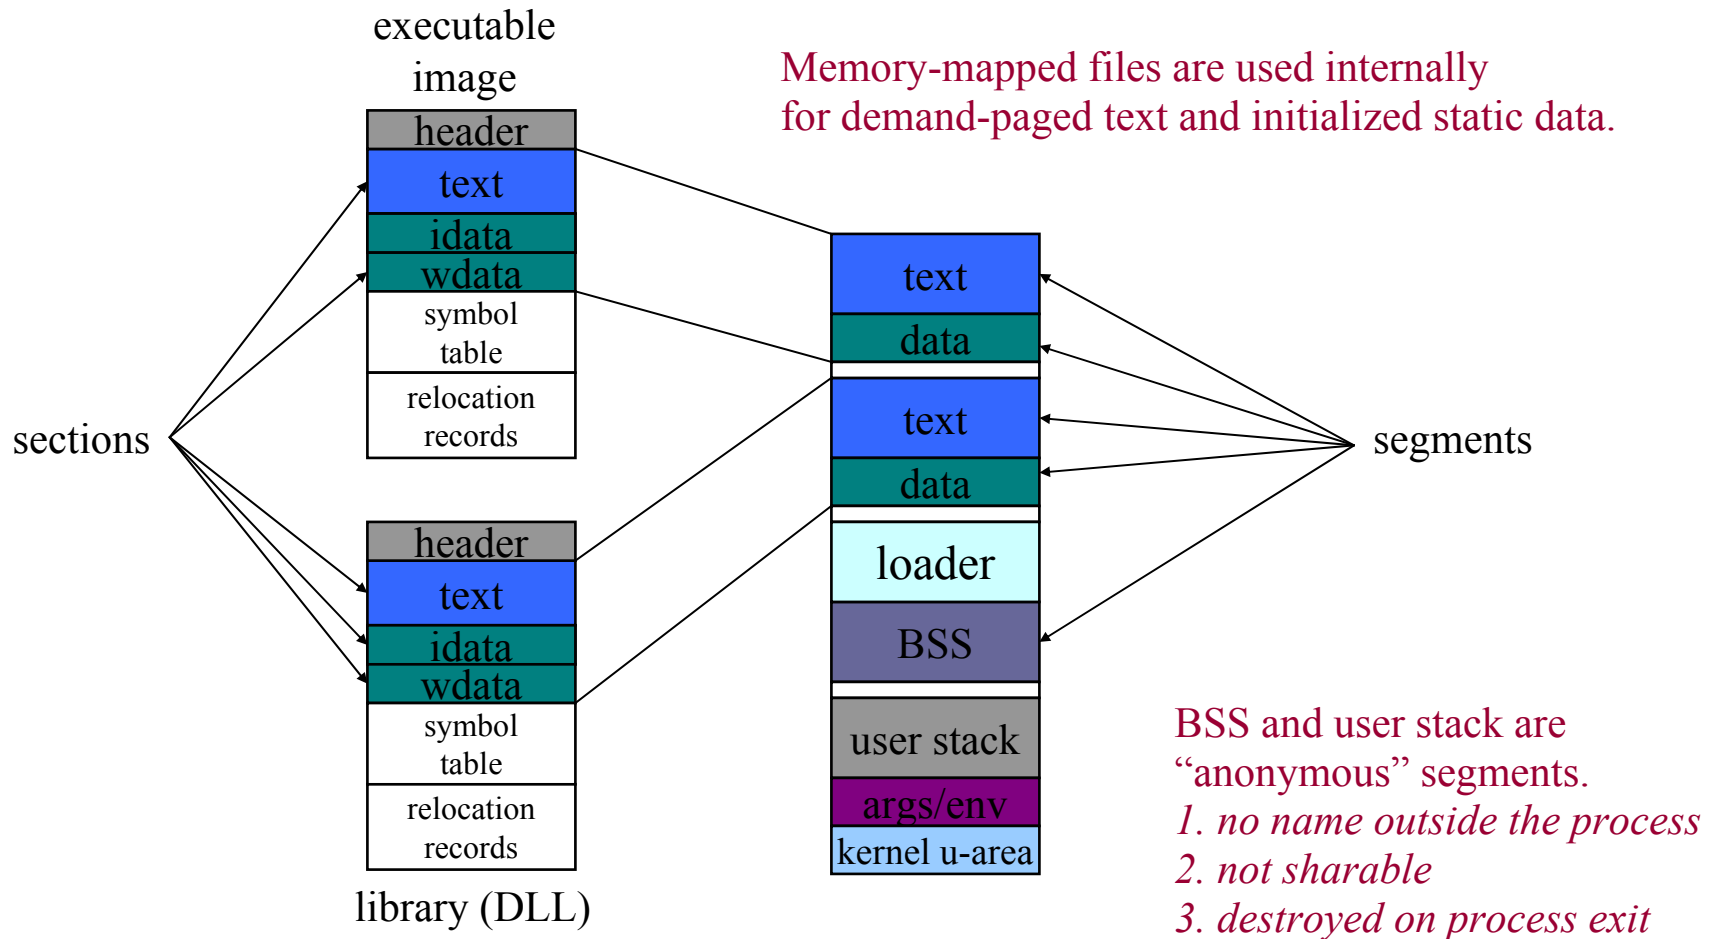 executable
image
Memory-mapped files are used internally
for demand-paged text and initialized static data.
header
text
idata
wdata
symbol
table
relocation
records
sections
header
text
idata
wdata
symbol
table
relocation
records
library (DLL)
text
data
text
data
loader
BSS
user stack
args/env
kernel u-area
segments
BSS and user stack are
“anonymous” segments.
1. no name outside the process
2. not sharable
3. destroyed on process exit